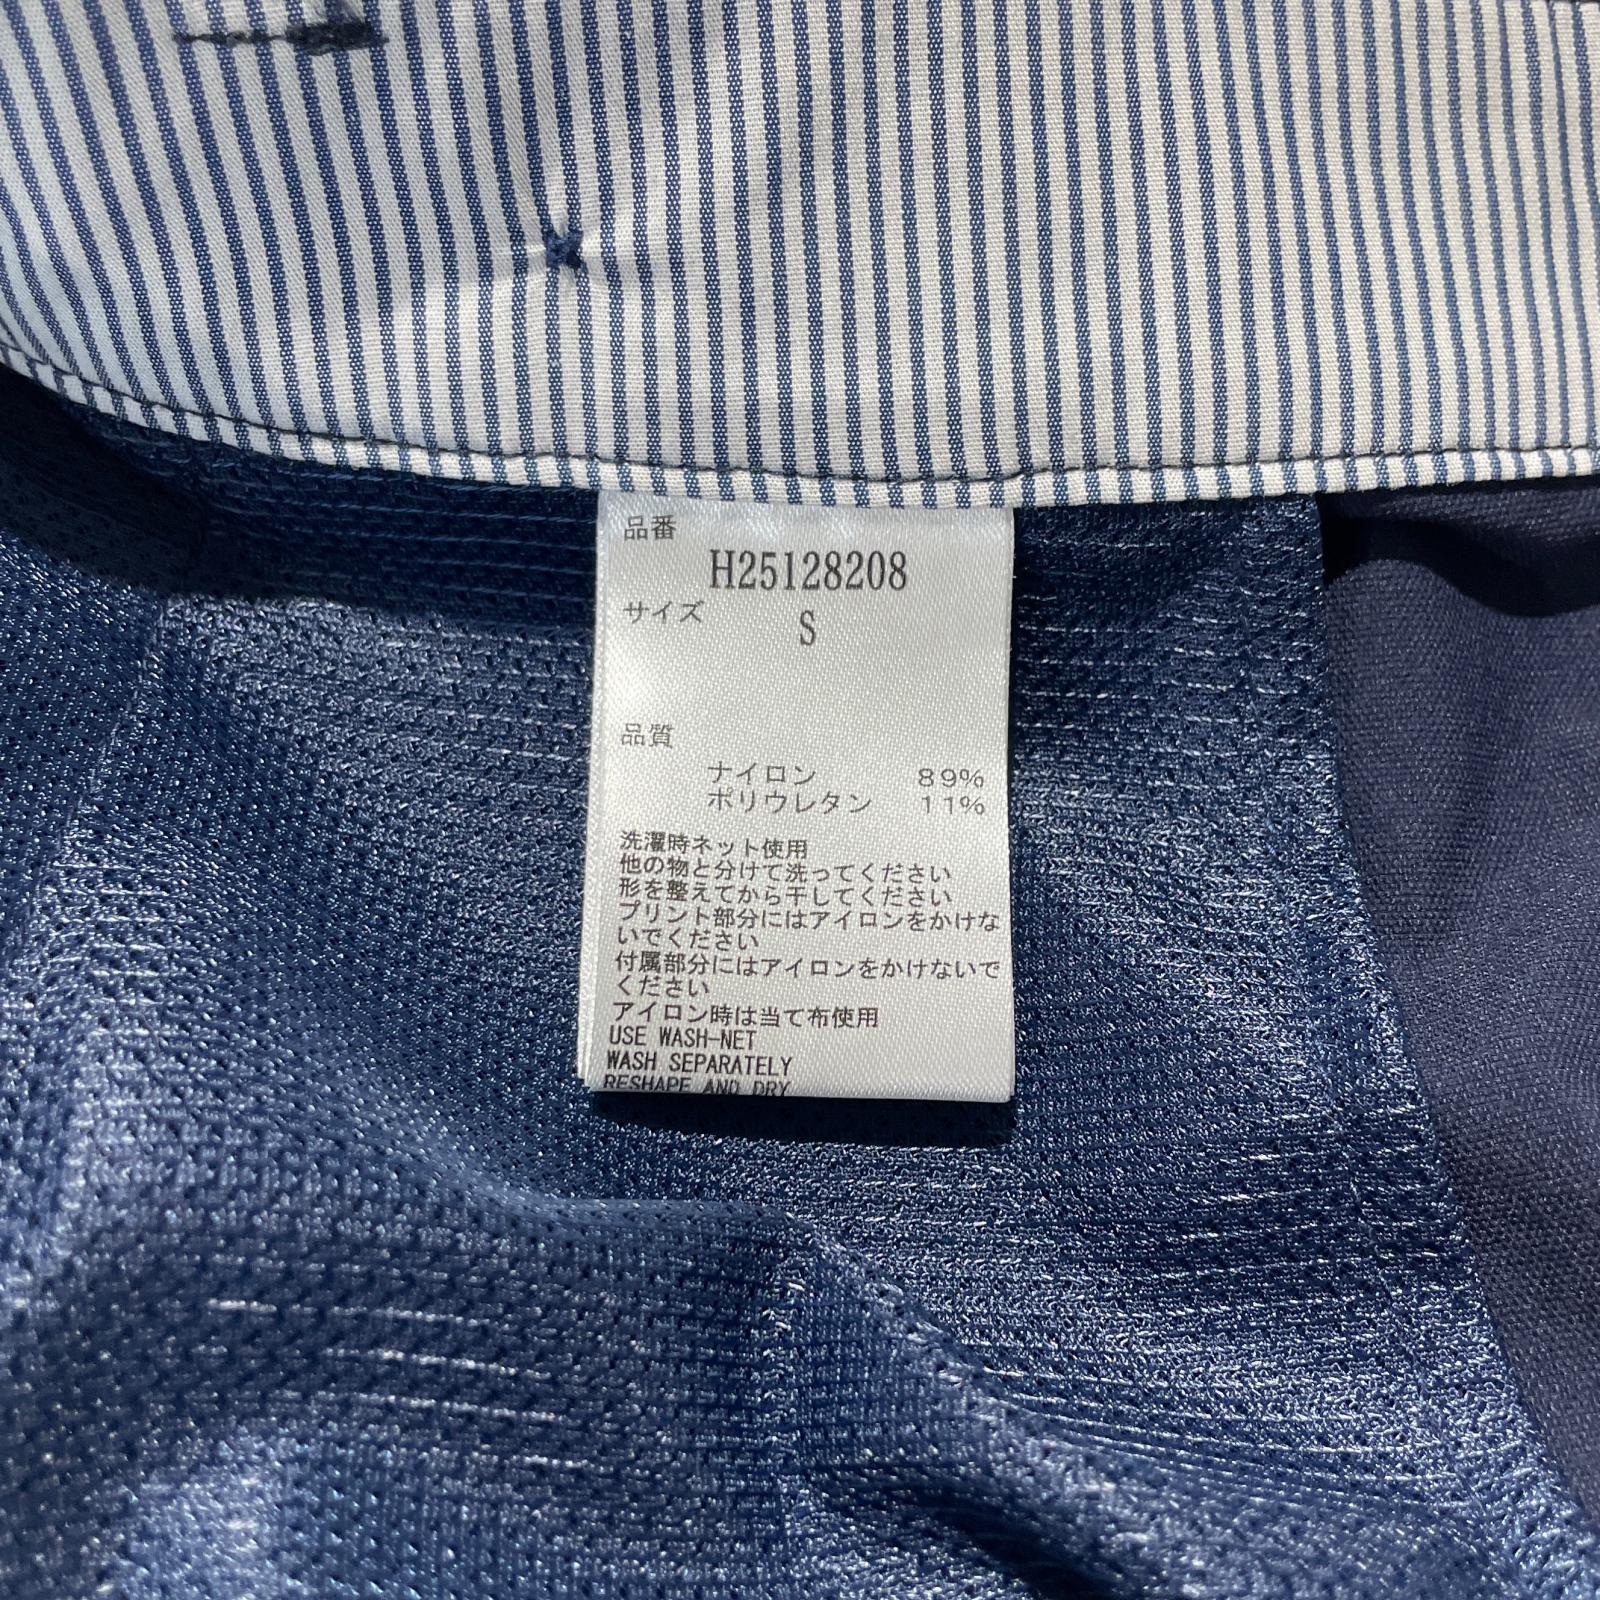 品番
H25128208
サイズ
S
品質
ナイロン 89%
ポリウレタン 11%
洗濯時ネット使用
他の物と分けて洗ってください
形を整えてから干してください
プリント部分にはアイロンをかけな
いでください
付属部分にはアイロンをかけないで
ください
アイロン時は当て布使用
USE WASH-NET
WASH SEPARATELY
RESHAPE AND DRY